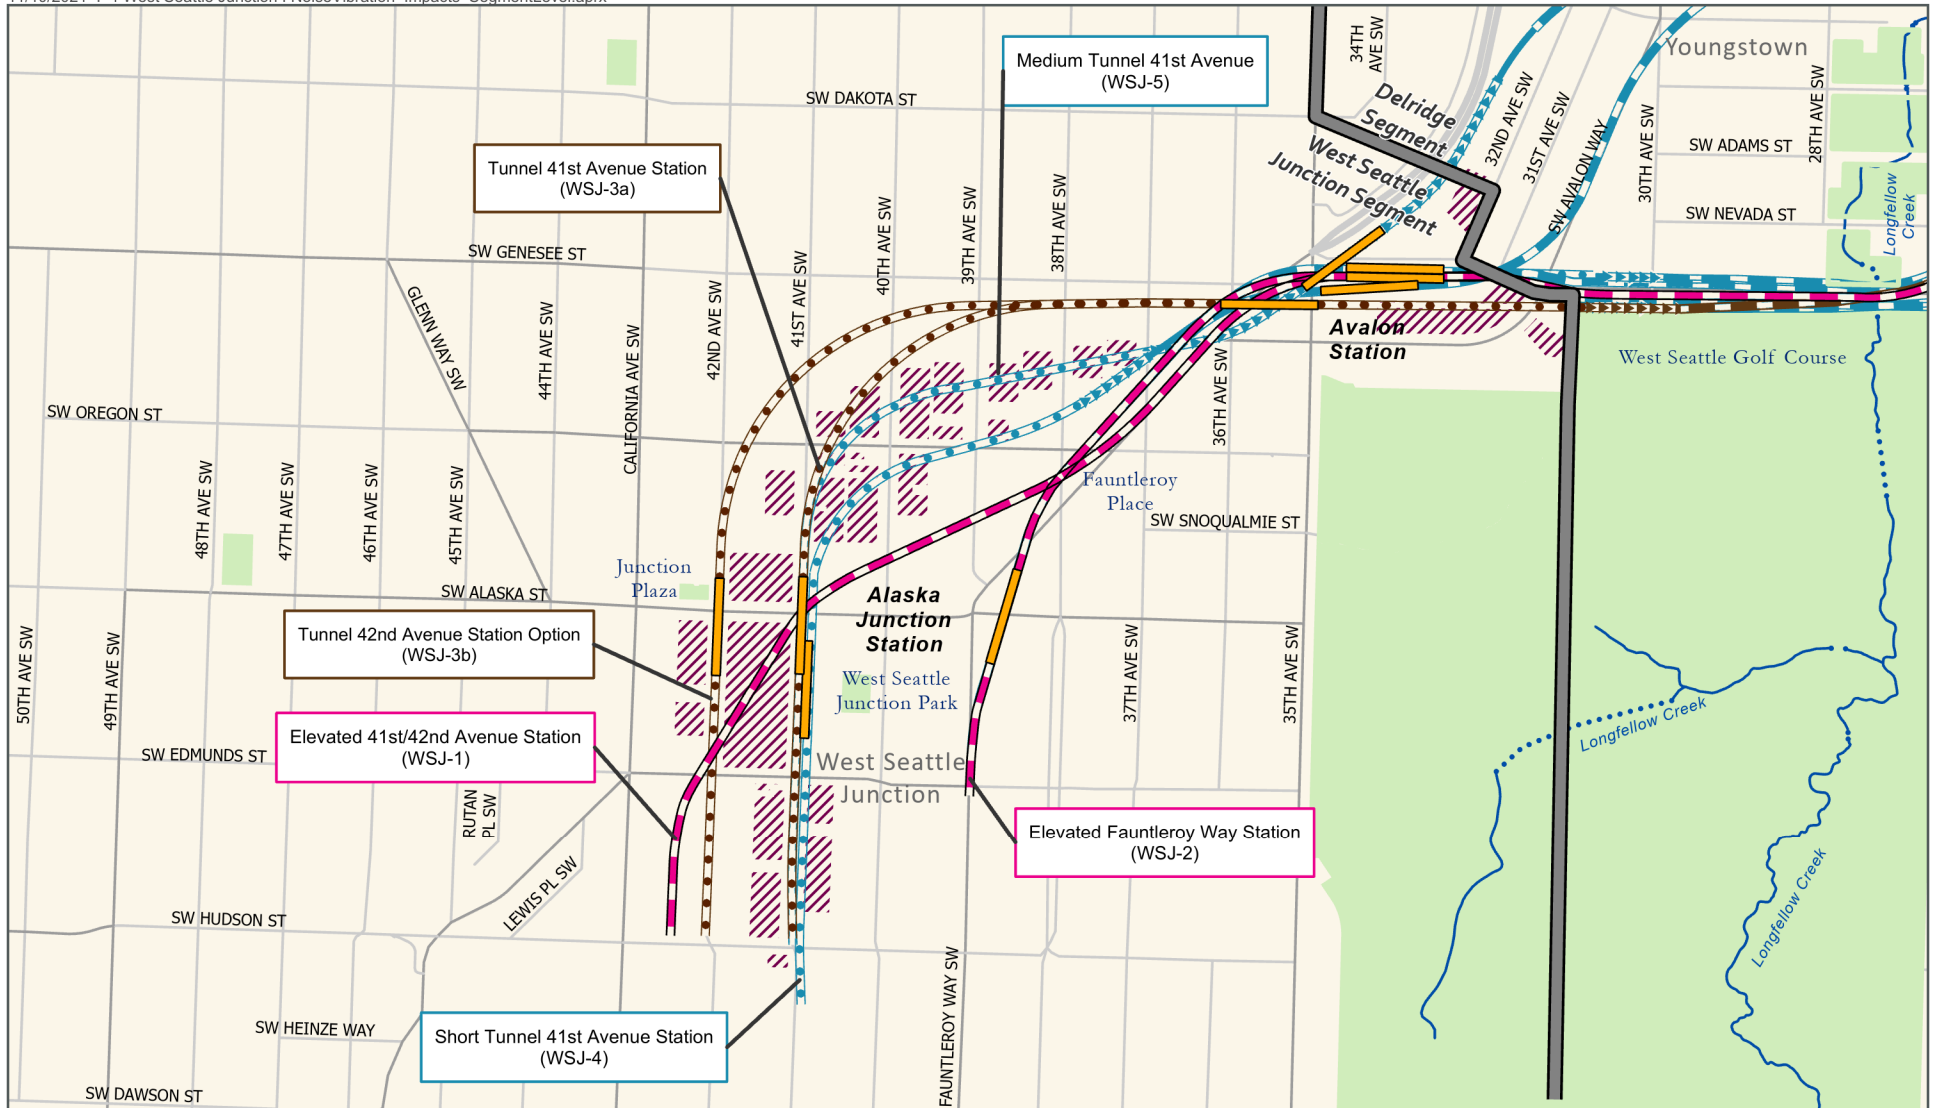 Youngstown
34TH
AVE SW
Medium Tunnel 41st Avenue
(WSJ-5)
SW DAKOTA ST
Delridge
Segment
West Seattle
Junction Segment
32ND AVE SW
31ST AVE SW
SW AVALON WAY
30TH AVE SW
28TH AVE SW
SW ADAMS ST
SW NEVADA ST
Longfellow
Creek
Tunnel 41st Avenue Station
(WSJ-3a)
SW GENESEE ST
GLENN WAY SW
44TH AVE SW
CALIFORNIA AVE SW
42ND AVE SW
41ST AVE SW
40TH AVE SW
39TH AVE SW
38TH AVE SW
36TH AVE SW
Avalon
Station
West Seattle Golf Course
SW OREGON ST
48TH AVE SW
47TH AVE SW
46TH AVE SW
45TH AVE SW
Fauntleroy
Place
SW SNOQUALMIE ST
Junction
Plaza
SW ALASKA ST
Alaska
Junction
Station
Tunnel 42nd Avenue Station Option
(WSJ-3b)
West Seattle
Junction Park
50TH AVE SW
49TH AVE SW
37TH AVE SW
35TH AVE SW
Longfellow Creek
Elevated 41st/42nd Avenue Station
(WSJ-1)
SW EDMUNDS ST
West Seattle
Junction
RUTAN
PL SW
Elevated Fauntleroy Way Station
(WSJ-2)
LEWIS PL SW
SW HUDSON ST
Longfellow Creek
FAUNTLEROY WAY SW
SW HEINZE WAY
Short Tunnel 41st Avenue Station
(WSJ-4)
SW DAWSON ST